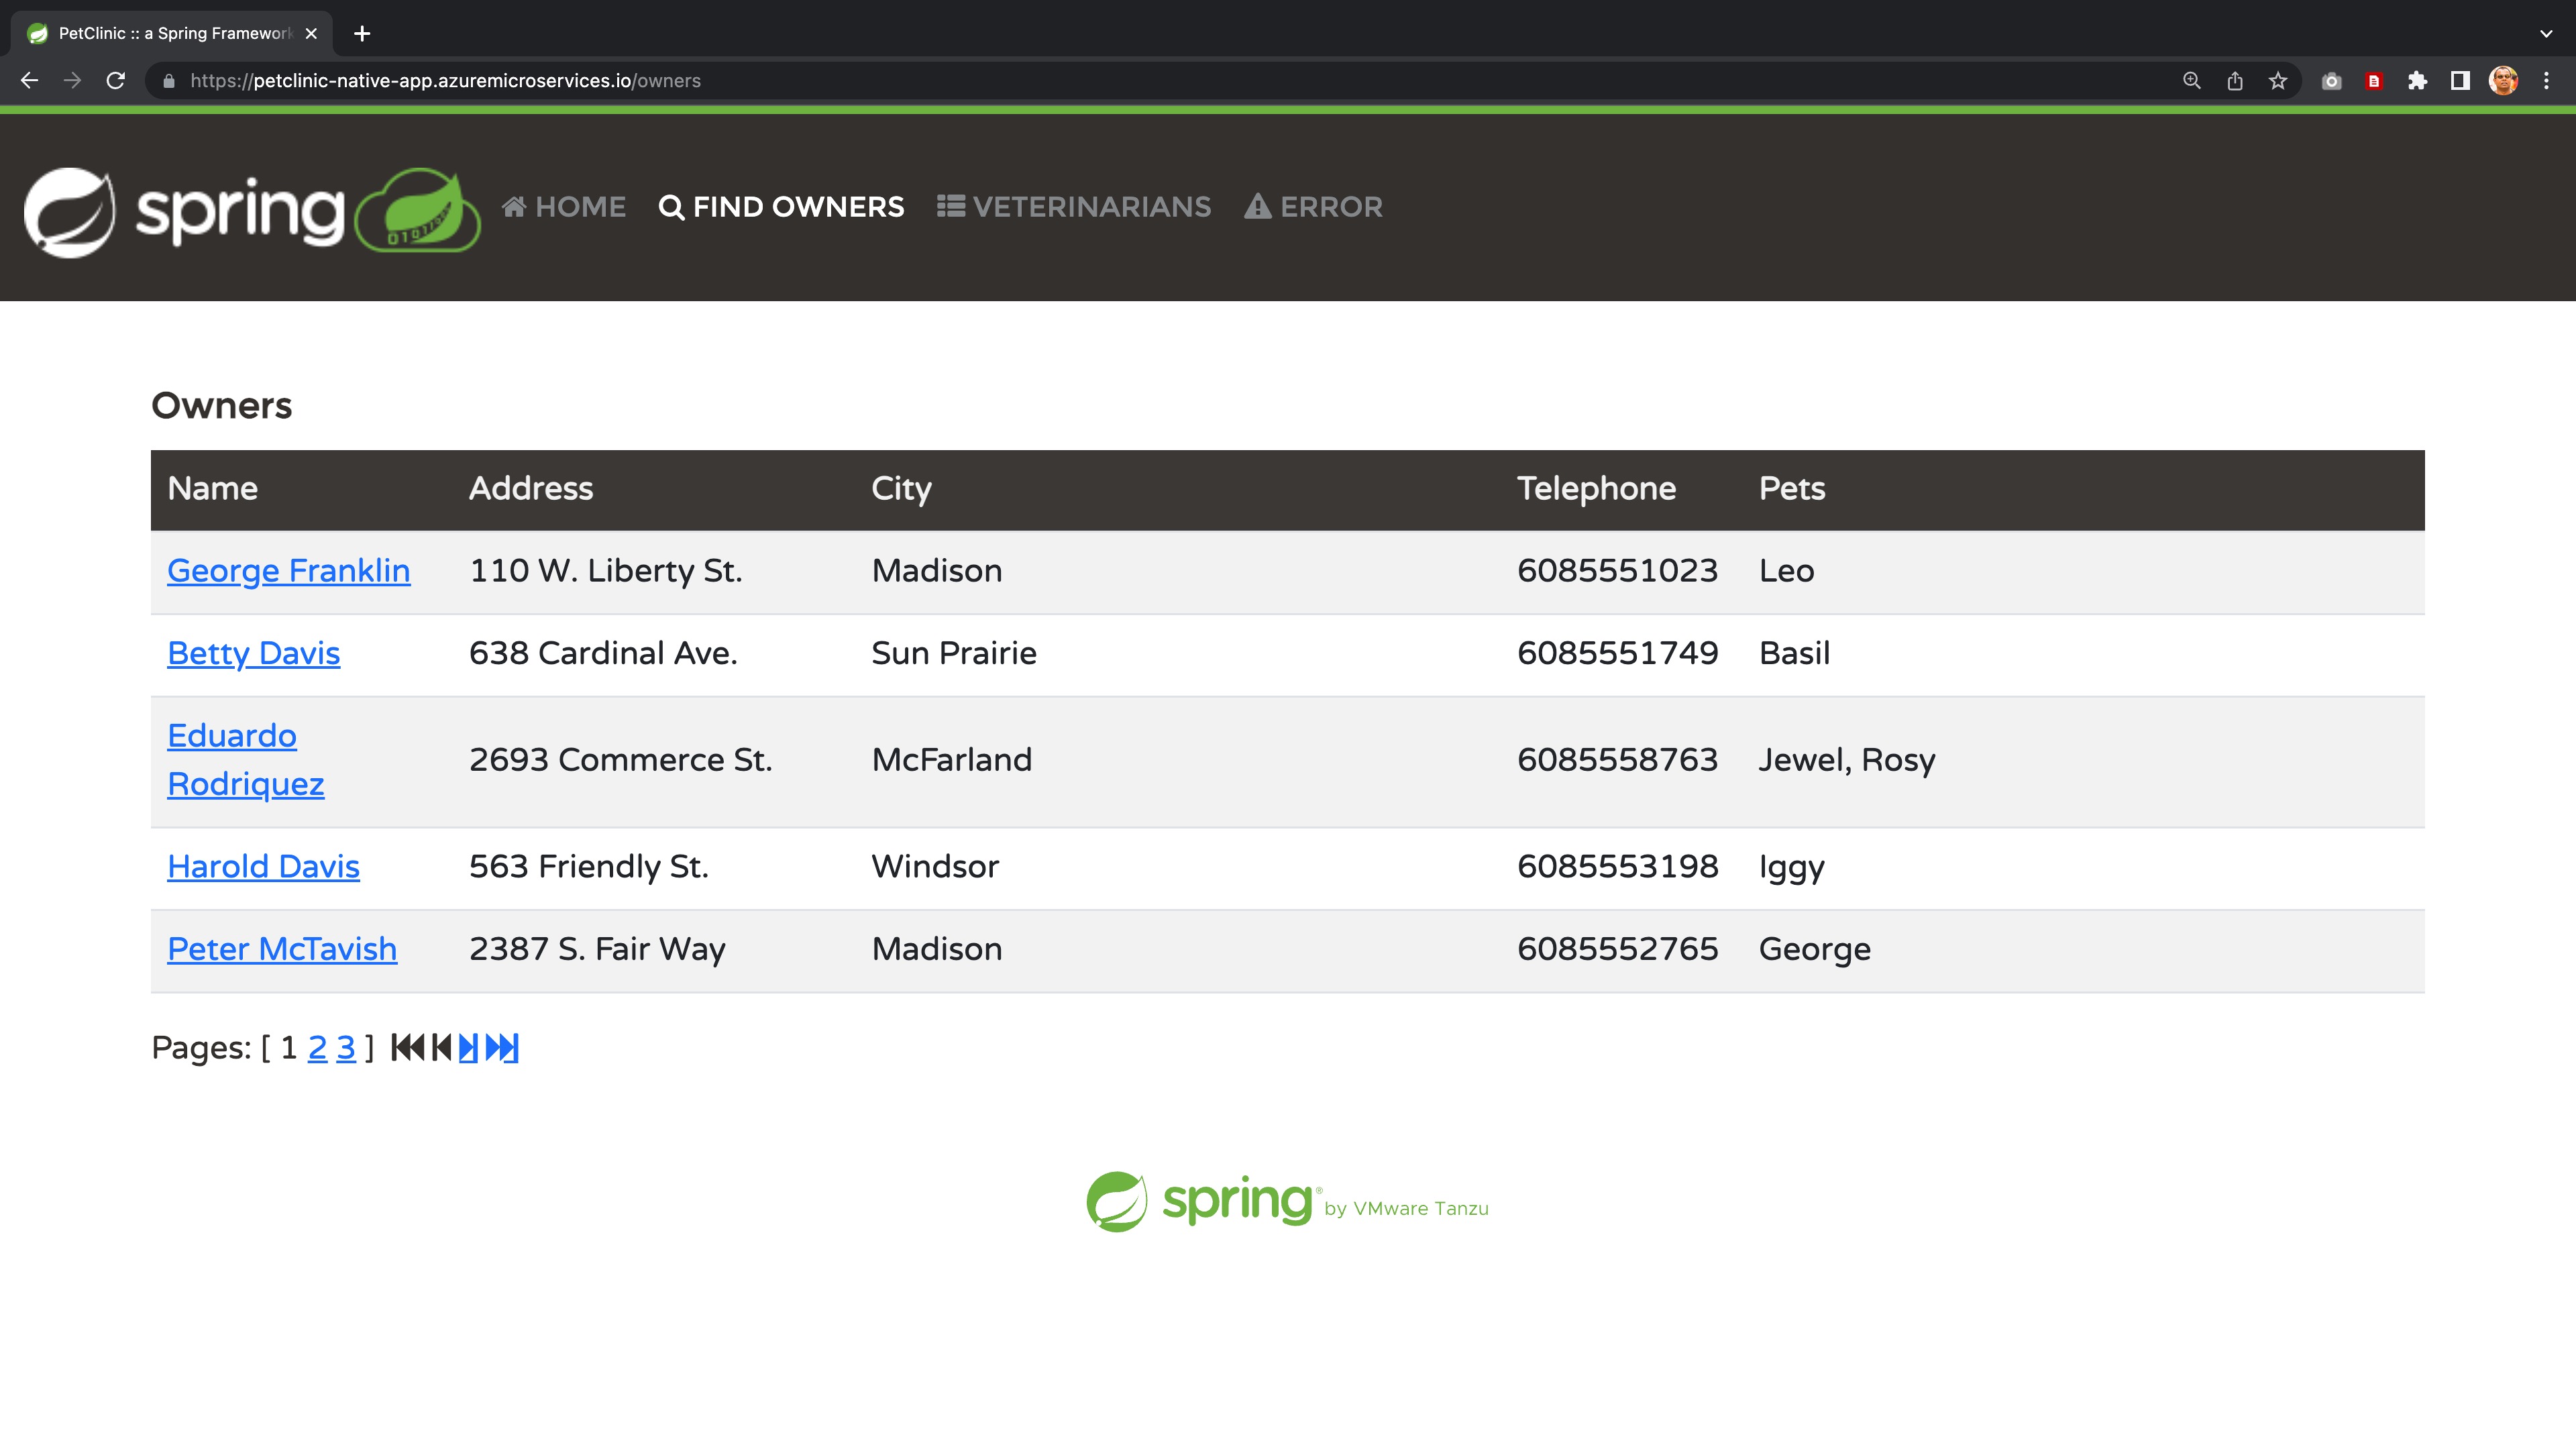 PetClinic :: a Spring Framework
https://petclinic-native-app.azuremicroservices.io/owners
spring HOME FIND OWNERS VETERINARIANS ERROR
Owners
Name Address City Telephone Pets
George Franklin 110 W. Liberty St. Madison 6085551023 Leo
Betty Davis 638 Cardinal Ave. Sun Prairie 6085551749 Basil
Eduardo
Rodriquez 2693 Commerce St. McFarland 6085558763 Jewel, Rosy
Harold Davis 563 Friendly St. Windsor 6085553198 Iggy
Peter McTavish 2387 S. Fair Way Madison 6085552765 George
Pages: [ 1 2 3 ]
spring® by VMware Tanzu